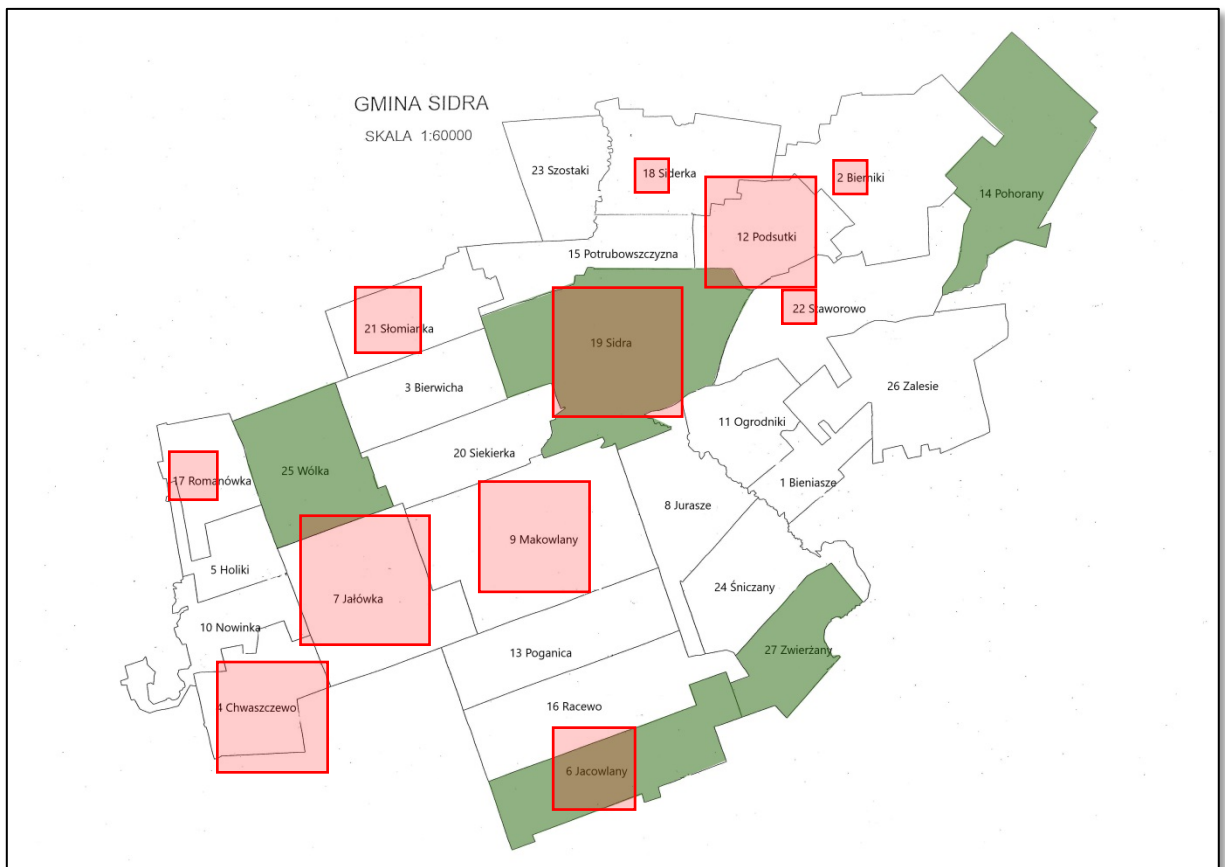 GMINA SIDRA
SKALA 1:60000
23 Szostaki
18 Siderka
2 Bierniki
14 Pohorany
12 Podsutki
15 Potrubowszczyzna
22 Staworowo
21 Słomianka
19 Sidra
3 Bierwicha
26 Zalesie
11 Ogrodniki
20 Siekierka
25 Wólka
17 Romanówka
1 Bieniasze
8 Jurasze
9 Makowlany
5 Holiki
24 Śniczany
7 Jałówka
10 Nowinka
27 Zwierżany
13 Poganica
16 Racewo
4 Chwaszczewo
6 Jacowlany